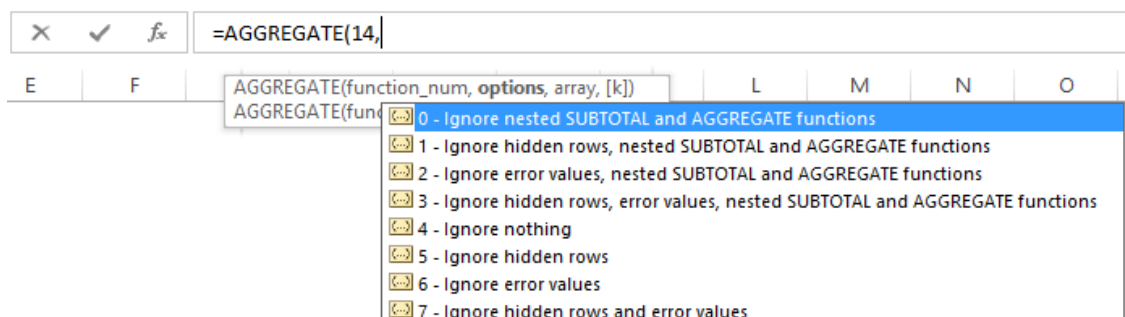 =AGGREGATE(14,
E F L M N O
AGGREGATE(function_num, options, array, [k])
AGGREGATE(func
0 - Ignore nested SUBTOTAL and AGGREGATE functions
1 - Ignore hidden rows, nested SUBTOTAL and AGGREGATE functions
2 - Ignore error values, nested SUBTOTAL and AGGREGATE functions
3 - Ignore hidden rows, error values, nested SUBTOTAL and AGGREGATE functions
4 - Ignore nothing
5 - Ignore hidden rows
6 - Ignore error values
7 - Ignore hidden rows and error values